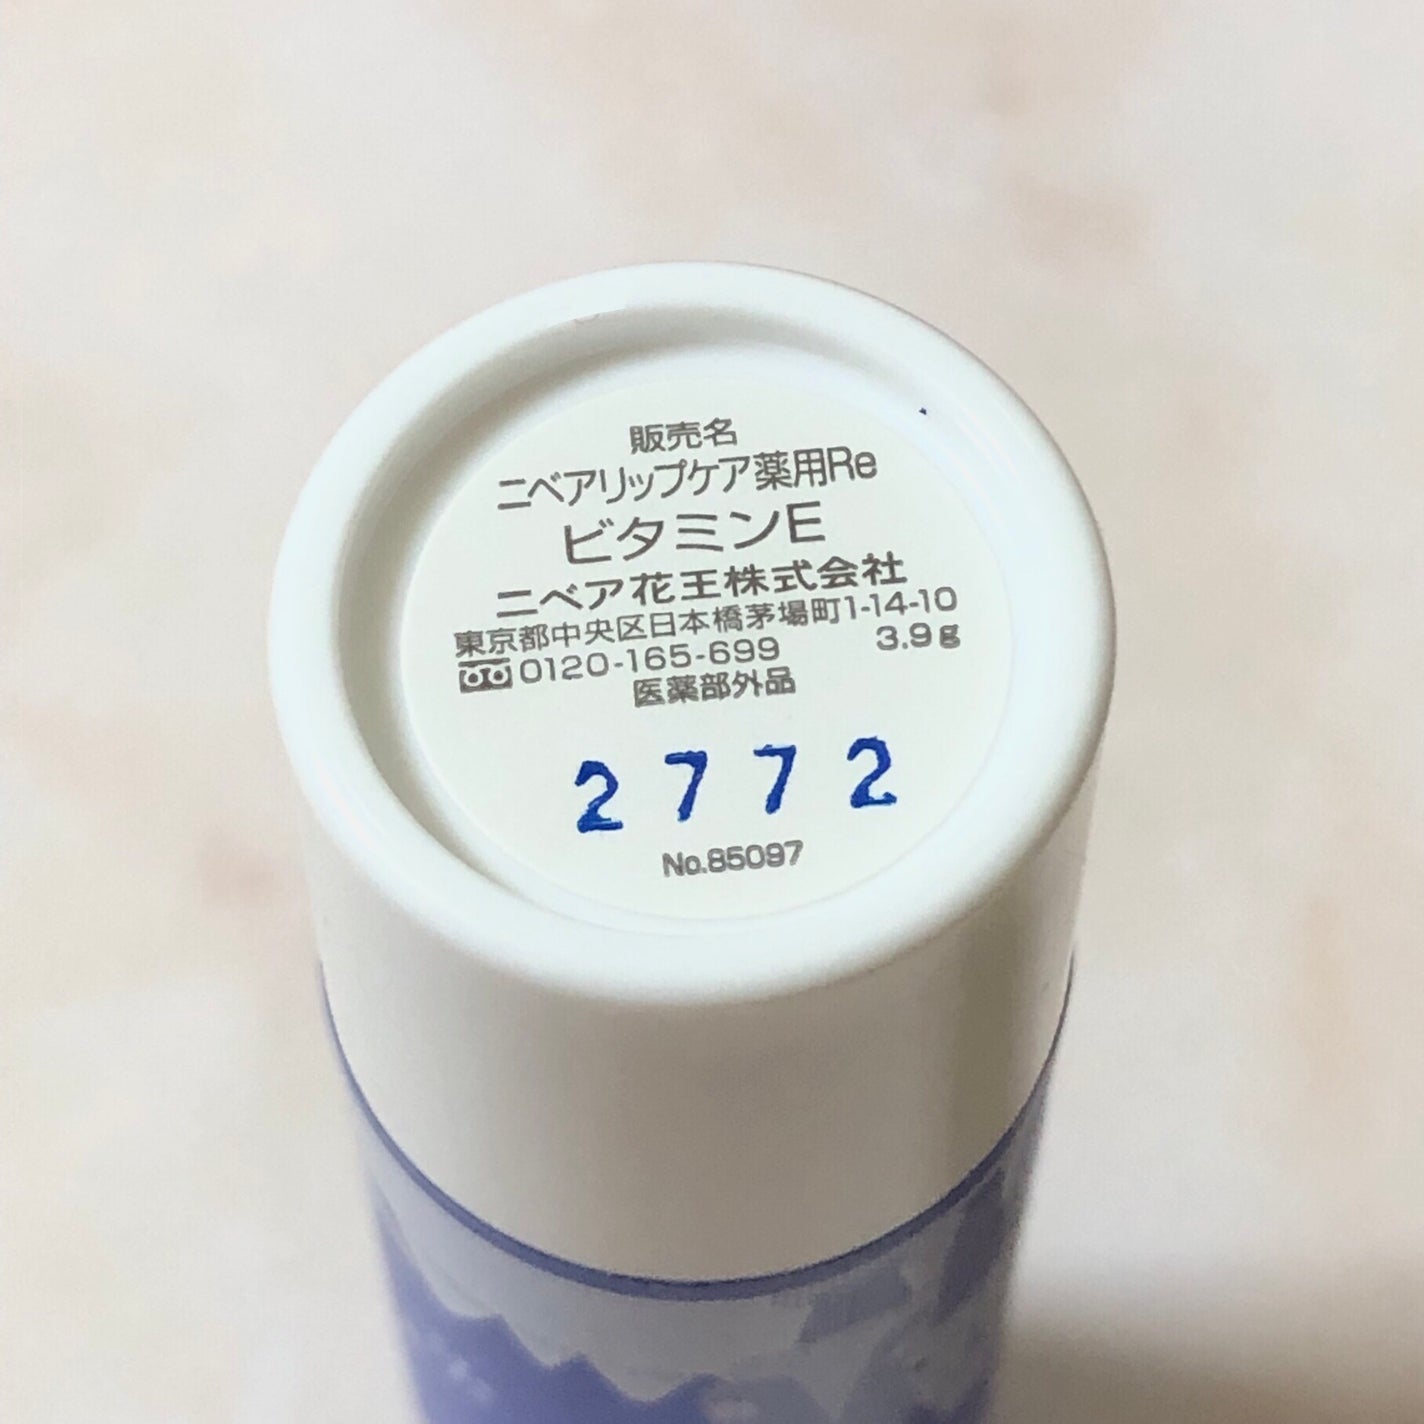 販売名
ニベアリップケア薬用Re
ビタミンE
ニベア花王株式会社
東京都中央区日本橋茅場町1-14-10
0120-165-699 3.9g
医薬部外品
2772
No.85097